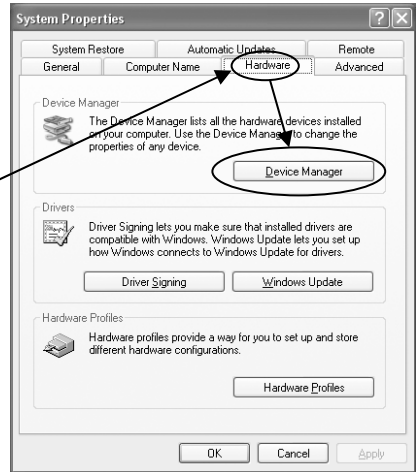 System Properties
System Restore Automatic Updates Remote
General Computer Name Hardware Advanced
Device Manager
The Device Manager lists all the hardware devices installed
on your computer. Use the Device Manager to change the
properties of any device.
Device Manager
Drivers
Driver Signing lets you make sure that installed drivers are
compatible with Windows. Windows Update lets you set up
how Windows connects to Windows Update for drivers.
Driver Signing Windows Update
Hardware Profiles
Hardware profiles provide a way for you to set up and store
different hardware configurations.
Hardware Profiles
OK Cancel Apply